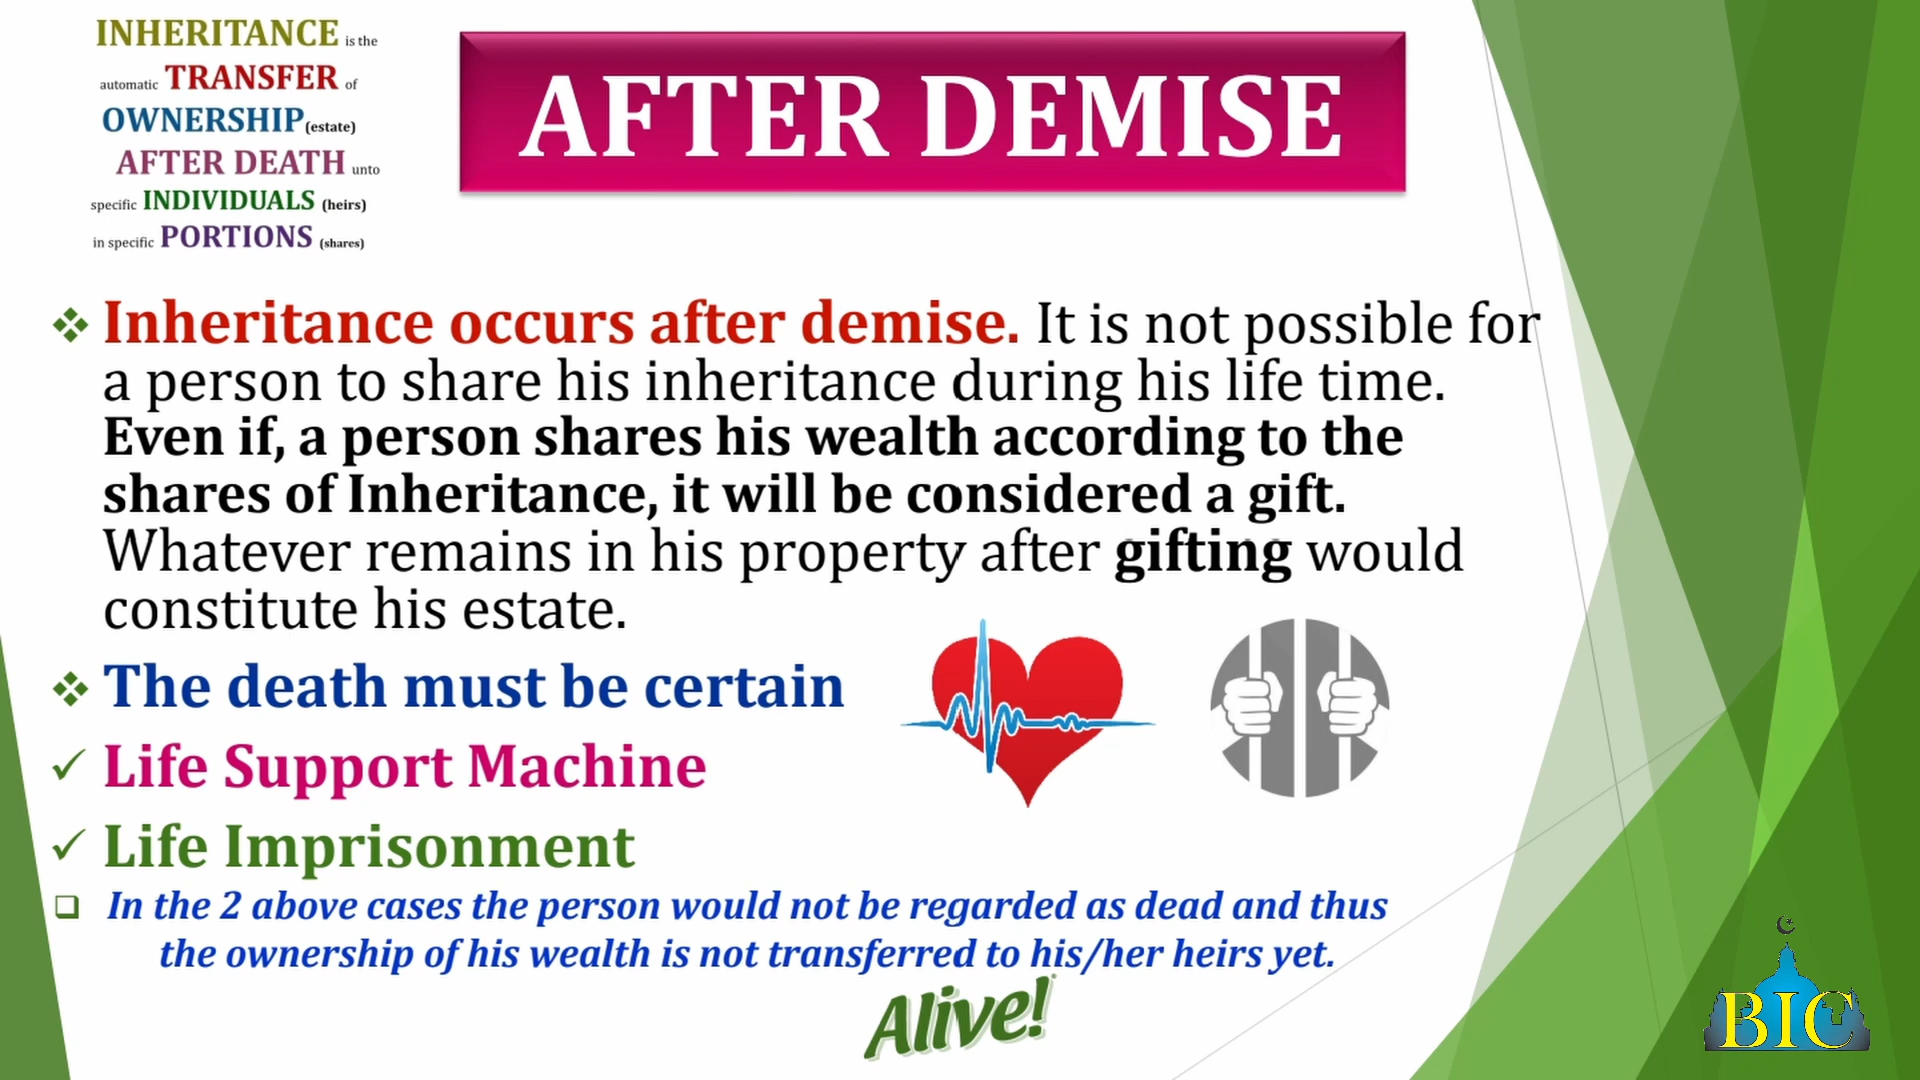 INHERITANCE is the
automatic TRANSFER of
OWNERSHIP(estate)
AFTER DEATH unto
specific INDIVIDUALS (heirs)
in specific PORTIONS (shares)
AFTER DEMISE
Inheritance occurs after demise. It is not possible for
a person to share his inheritance during his life time.
Even if, a person shares his wealth according to the
shares of Inheritance, it will be considered a gift.
Whatever remains in his property after gifting would
constitute his estate.
The death must be certain
Life Support Machine
Life Imprisonment
In the 2 above cases the person would not be regarded as dead and thus
the ownership of his wealth is not transferred to his/her heirs yet.
Alive!
BIC